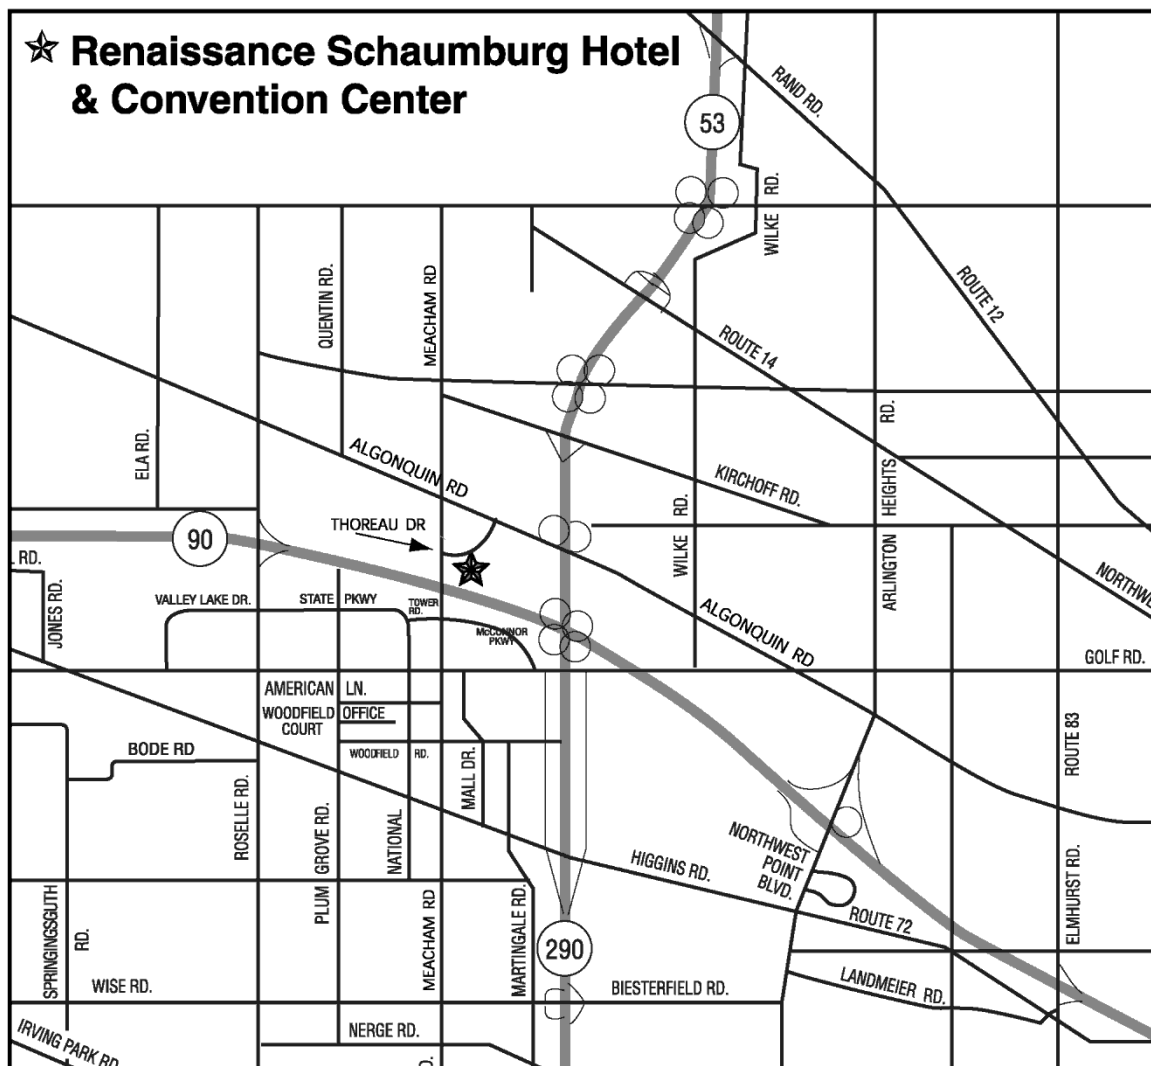 Renaissance Schaumburg Hotel
& Convention Center
53
RAND RD.
WILKE RD.
ROUTE 12
QUENTIN RD.
MEACHAM RD
ROUTE 14
ELA RD.
ALGONQUIN RD
KIRCHOFF RD.
ARLINGTON HEIGHTS RD.
THOREAU DR
90
WILKE RD.
L RD.
JONES RD.
VALLEY LAKE DR.
STATE PKWY
TOWER
RD.
McCONNOR
PKWY
ALGONQUIN RD
NORTHWE
GOLF RD.
AMERICAN LN.
WOODFIELD OFFICE
COURT
BODE RD
WOODFIELD RD.
MALL DR.
ROUTE 83
ROSELLE RD.
PLUM GROVE RD.
NATIONAL
NORTHWEST
POINT
BLVD.
HIGGINS RD.
ROUTE 72
ELMHURST RD.
SPRINGINSGUTH RD.
MEACHAM RD
MARTINGALE RD.
290
WISE RD.
BIESTERFIELD RD.
LANDMEIER RD.
NERGE RD.
IRVING PARK RD
D.